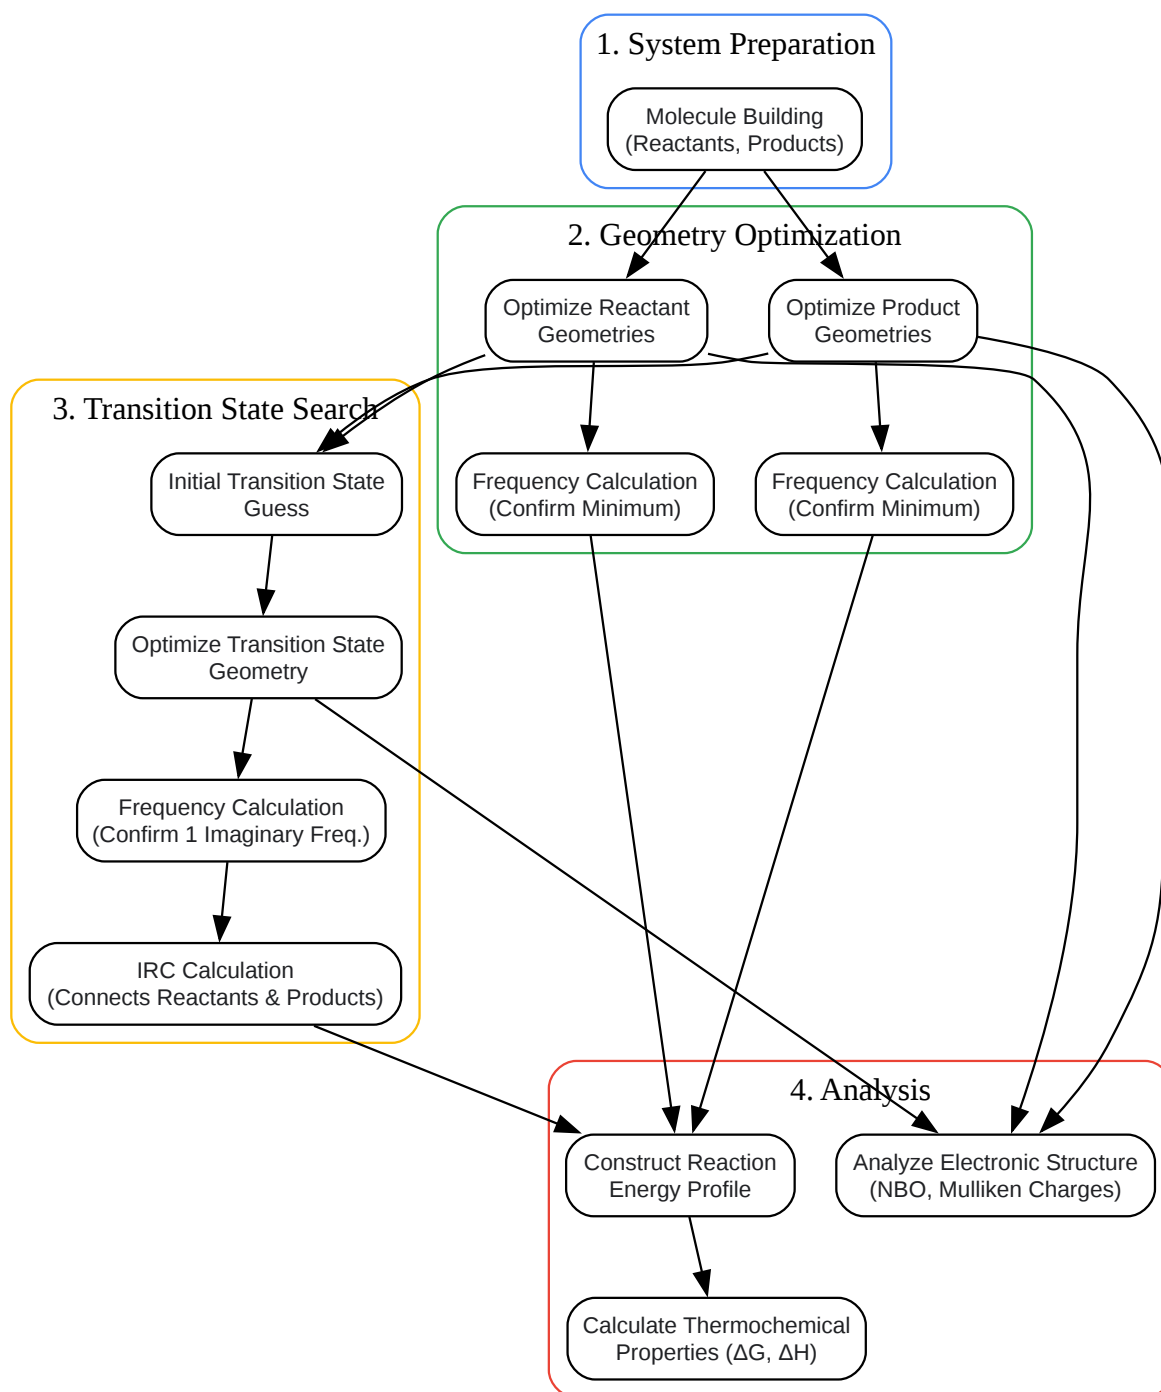 1. System Preparation
Molecule Building
(Reactants, Products)
2. Geometry Optimization
Optimize Reactant
Geometries
Optimize Product
Geometries
Frequency Calculation
(Confirm Minimum)
Frequency Calculation
(Confirm Minimum)
3. Transition State Search
Initial Transition State
Guess
Optimize Transition State
Geometry
Frequency Calculation
(Confirm 1 Imaginary Freq.)
IRC Calculation
(Connects Reactants & Products)
4. Analysis
Construct Reaction
Energy Profile
Analyze Electronic Structure
(NBO, Mulliken Charges)
Calculate Thermochemical
Properties (ΔG, ΔH)